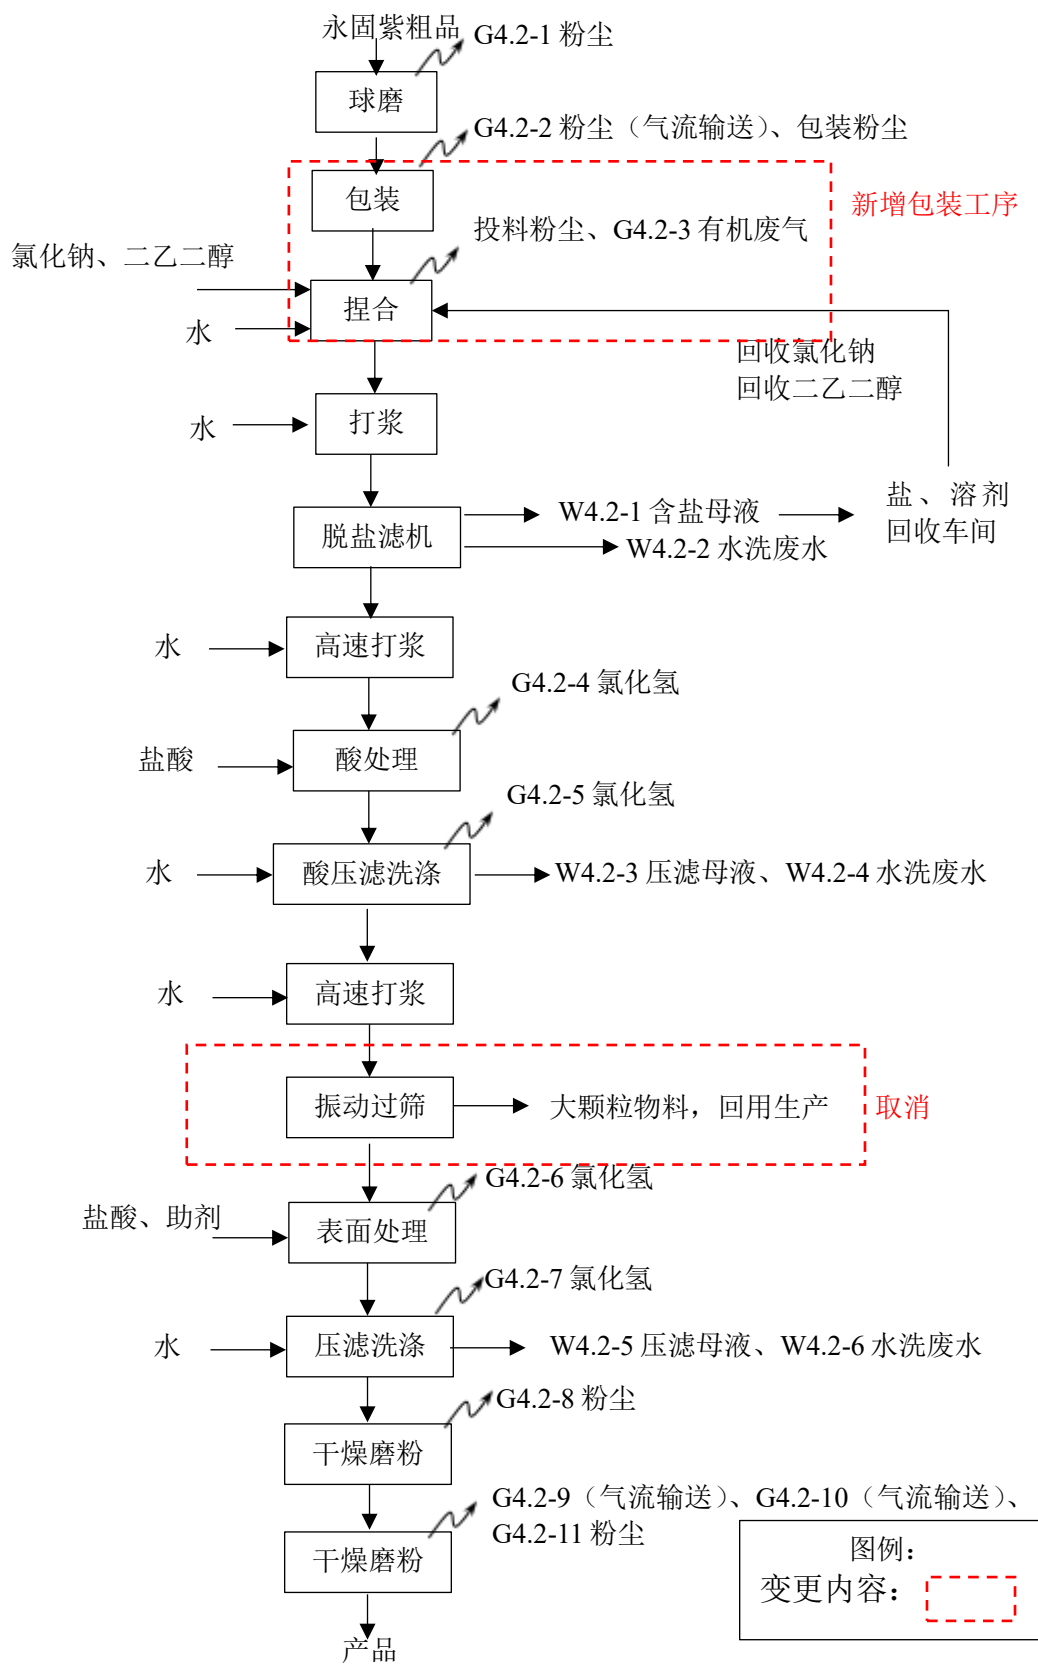 永固紫粗品
G4.2-1 粉尘
球磨
G4.2-2 粉尘（气流输送）、包装粉尘
包装
新增包装工序
投料粉尘、G4.2-3 有机废气
氯化钠、二乙二醇
捏合
水
回收氯化钠
回收二乙二醇
打浆
水
盐、溶剂
回收车间
脱盐滤机
W4.2-1 含盐母液
W4.2-2 水洗废水
水
高速打浆
G4.2-4 氯化氢
盐酸
酸处理
G4.2-5 氯化氢
水
酸压滤洗涤
W4.2-3 压滤母液、W4.2-4 水洗废水
水
高速打浆
振动过筛
大颗粒物料，回用生产
取消
G4.2-6 氯化氢
盐酸、助剂
表面处理
G4.2-7 氯化氢
水
压滤洗涤
W4.2-5 压滤母液、W4.2-6 水洗废水
G4.2-8 粉尘
干燥磨粉
G4.2-9（气流输送）、G4.2-10（气流输送）、
G4.2-11 粉尘
干燥磨粉
产品
图例：
变更内容：